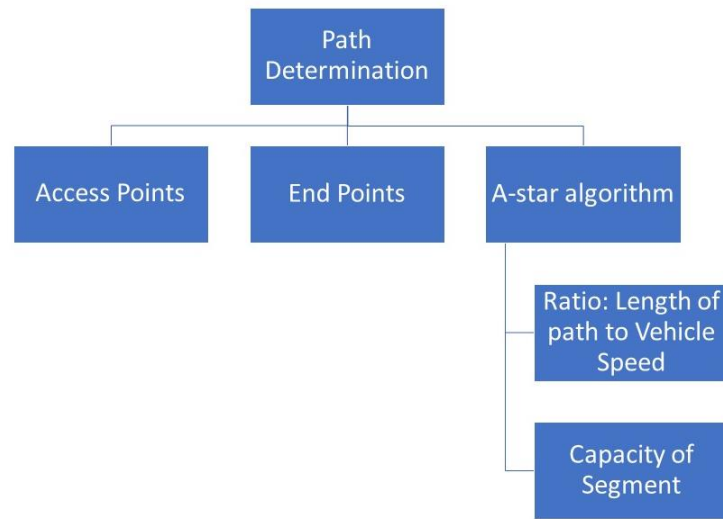 Path
Determination
Access Points
End Points
A-star algorithm
Ratio: Length of
path to Vehicle
Speed
Capacity of
Segment